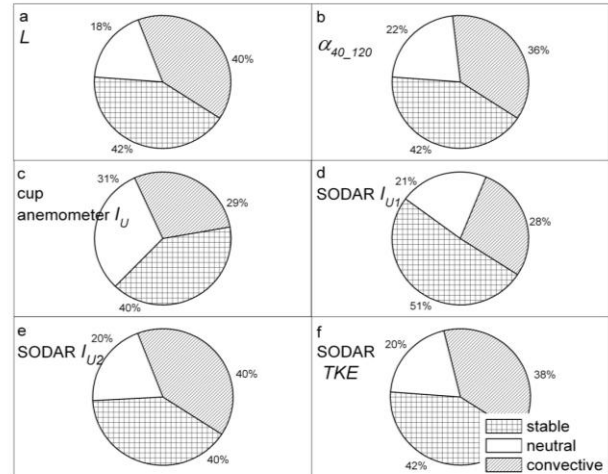 a
L
18%
40%
42%
b
α40_120
22%
36%
42%
c
cup
anemometer IU
31%
29%
40%
d
SODAR IU1
21%
28%
51%
e
SODAR IU2
20%
40%
40%
f
SODAR
TKE
20%
38%
42%
stable
neutral
convective